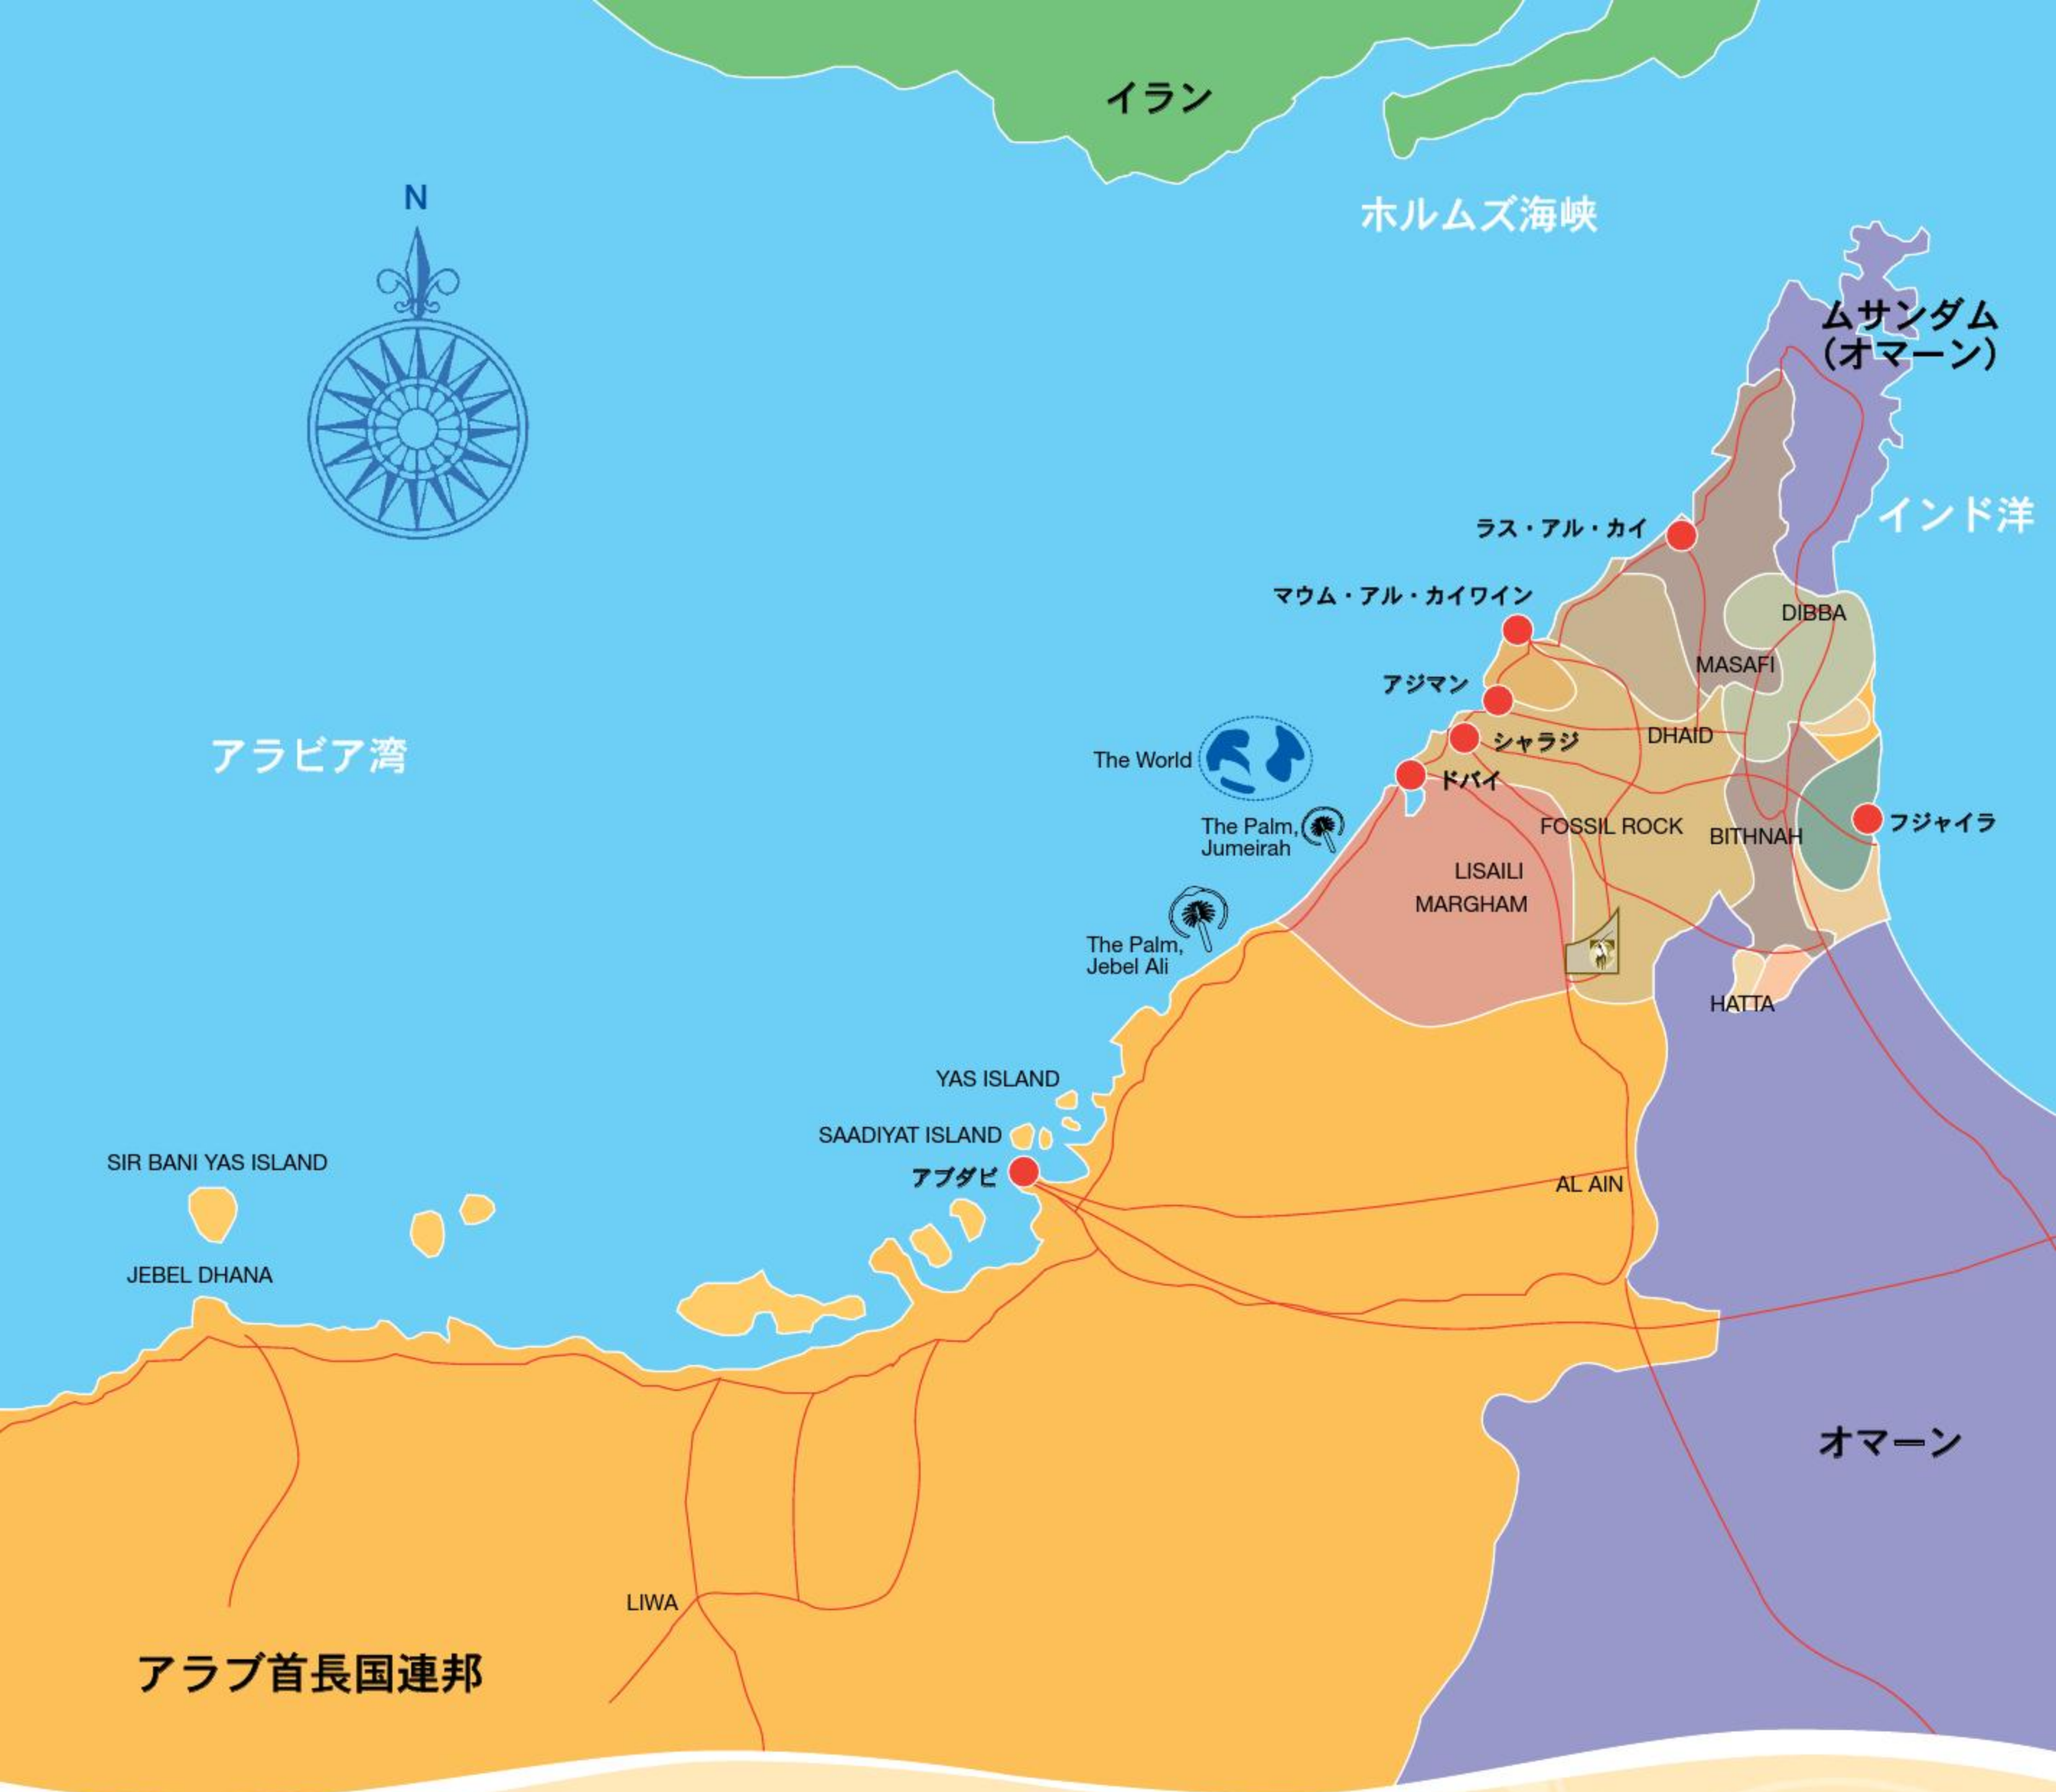 イラン
N
ホルムズ海峡
ムサンダム
（オマーン）
インド洋
ラス・アル・カイ
マウム・アル・カイワイン
DIBBA
MASAFI
アジマン
DHAID
シャラジ
アラビア湾
The World
ドバイ
The Palm,
Jumeirah
FOSSIL ROCK
BITHNAH
フジャイラ
LISAILI
MARGHAM
The Palm,
Jebel Ali
HATTA
YAS ISLAND
SAADIYAT ISLAND
SIR BANI YAS ISLAND
アブダビ
AL AIN
JEBEL DHANA
オマーン
LIWA
アラブ首長国連邦